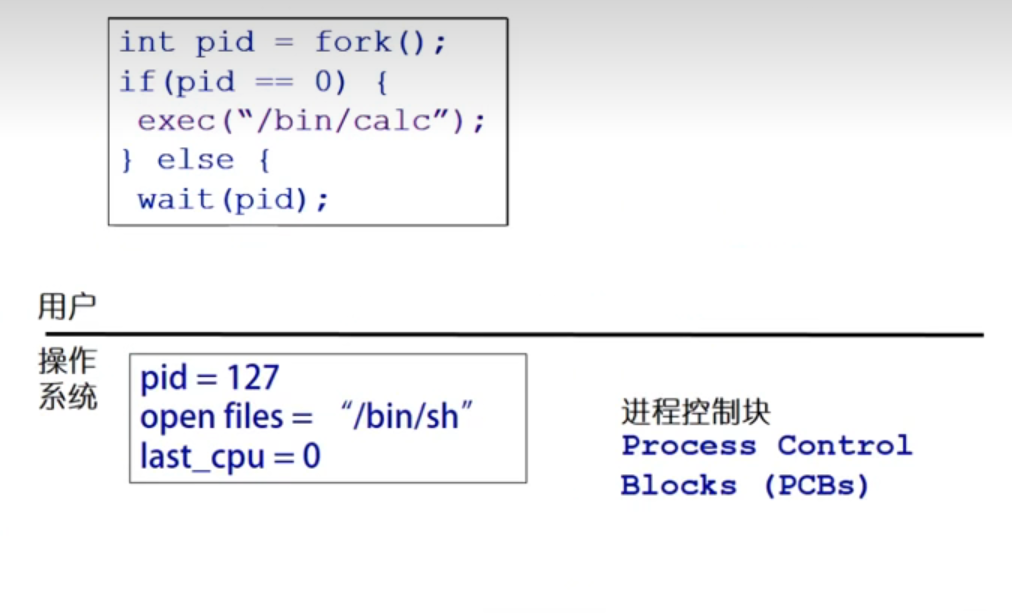 int pid = fork();
if(pid == 0) {
exec(“/bin/calc”);
} else {
wait(pid);
用户
操作
系统
pid = 127
open files = “/bin/sh”
last_cpu = 0
进程控制块
Process Control
Blocks (PCBs)